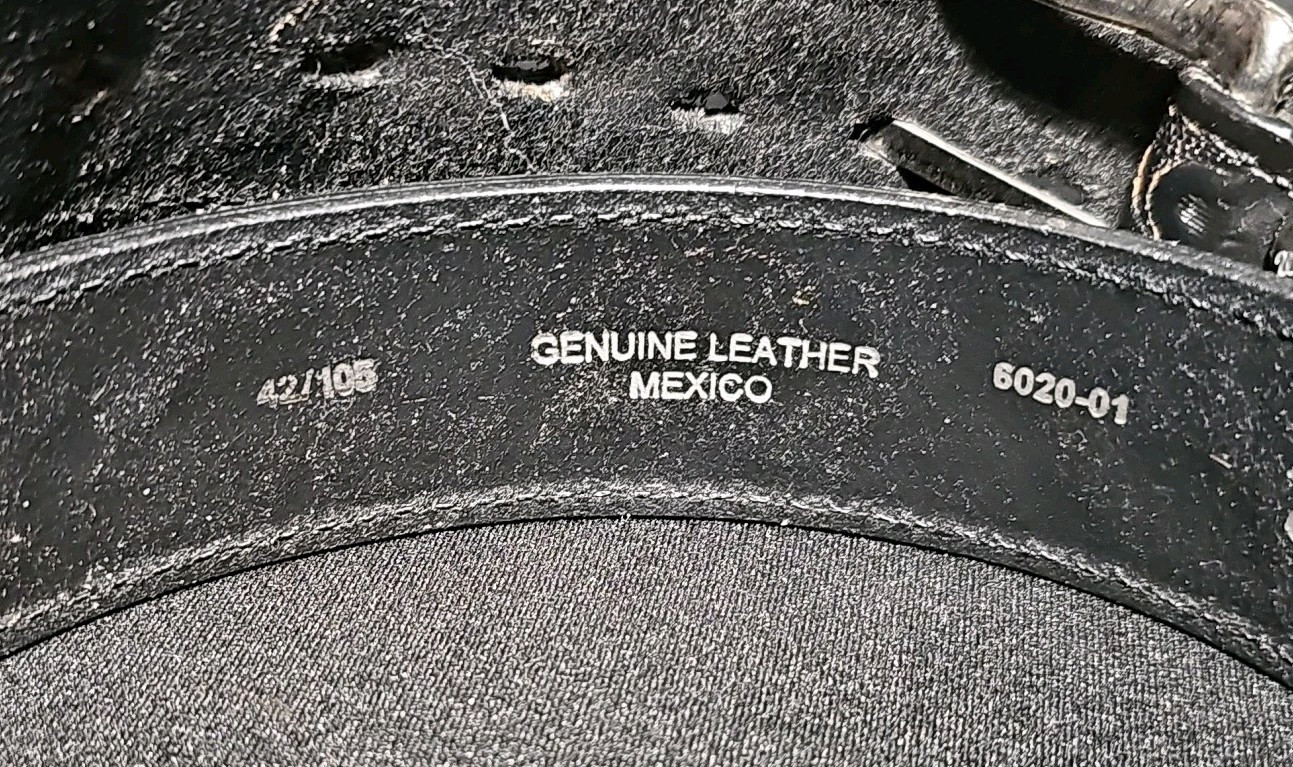 42/105
GENUINE LEATHER
MEXICO
6020-01